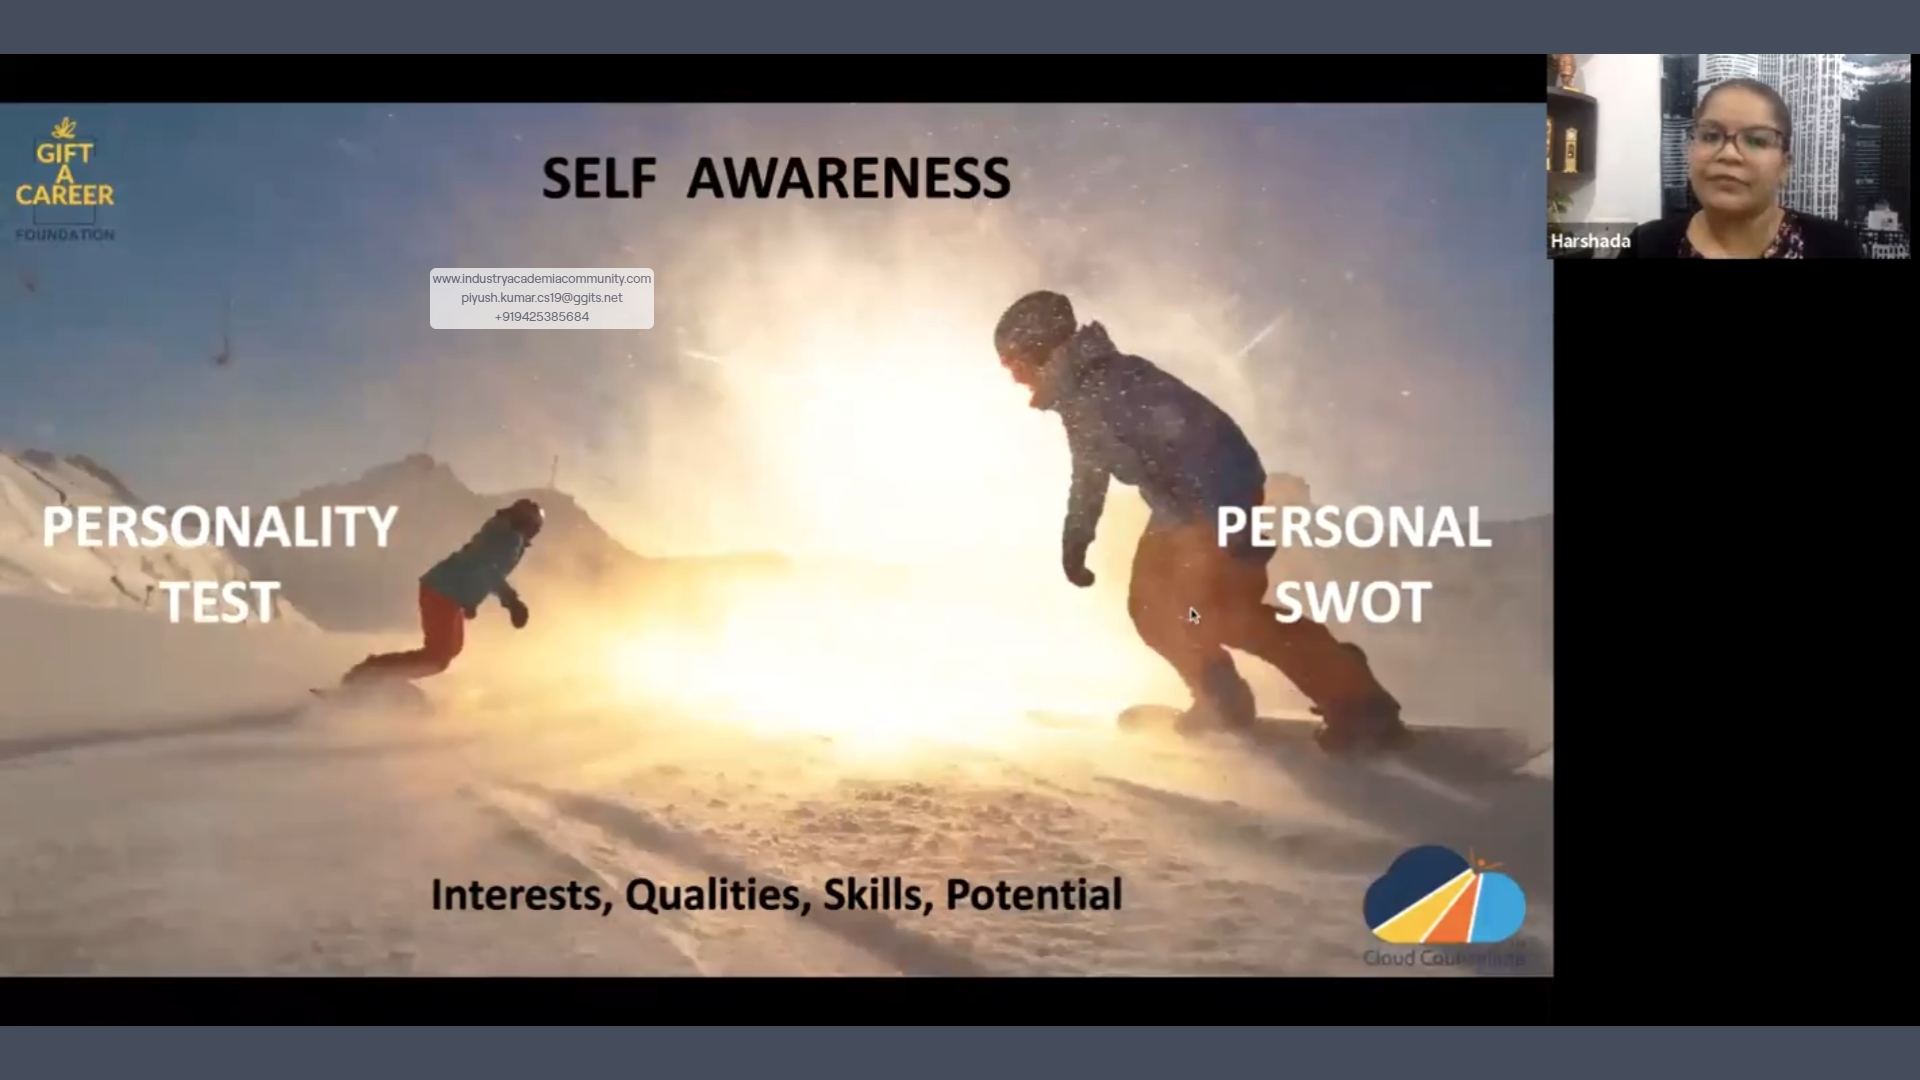 GIFT
A
CAREER
FOUNDATION
SELF AWARENESS
www.industryacademiacommunity.com
piyush.kumar.cs19@ggits.net
+919425385684
Harshada
PERSONALITY
TEST
PERSONAL
SWOT
Interests, Qualities, Skills, Potential
Cloud